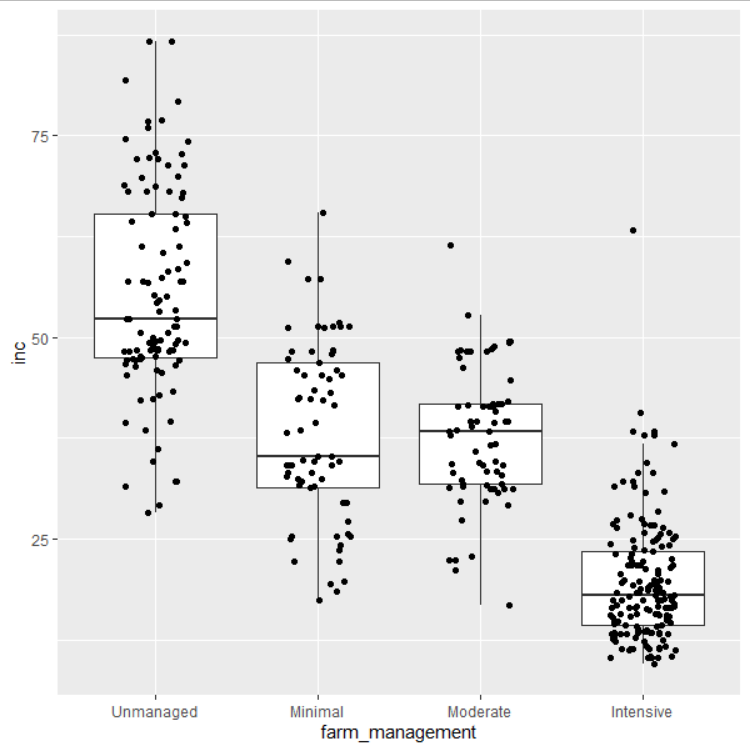 75
50
25
inc
Unmanaged Minimal Moderate Intensive
farm_management